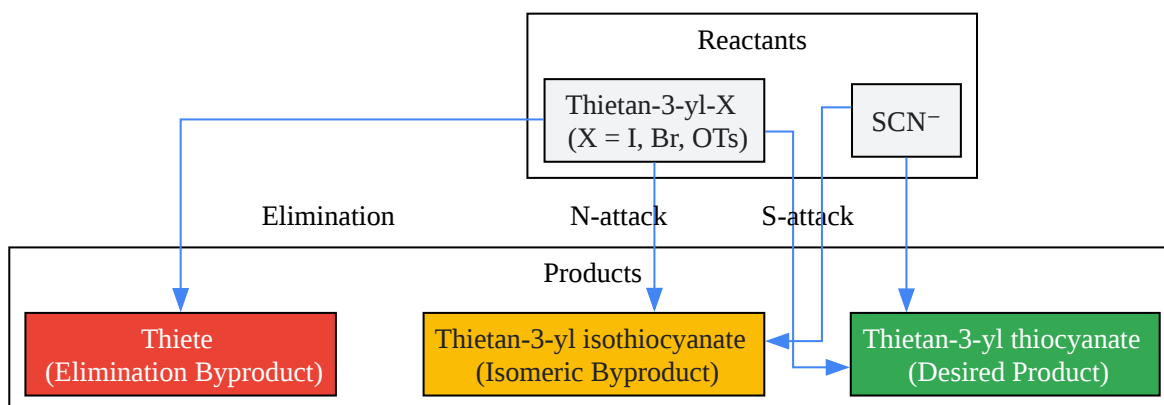 Reactants
Thietan-3-yl-X
(X = I, Br, OTs)
SCN⁻
Elimination
N-attack
S-attack
Products
Thiete
(Elimination Byproduct)
Thietan-3-yl isothiocyanate
(Isomeric Byproduct)
Thietan-3-yl thiocyanate
(Desired Product)